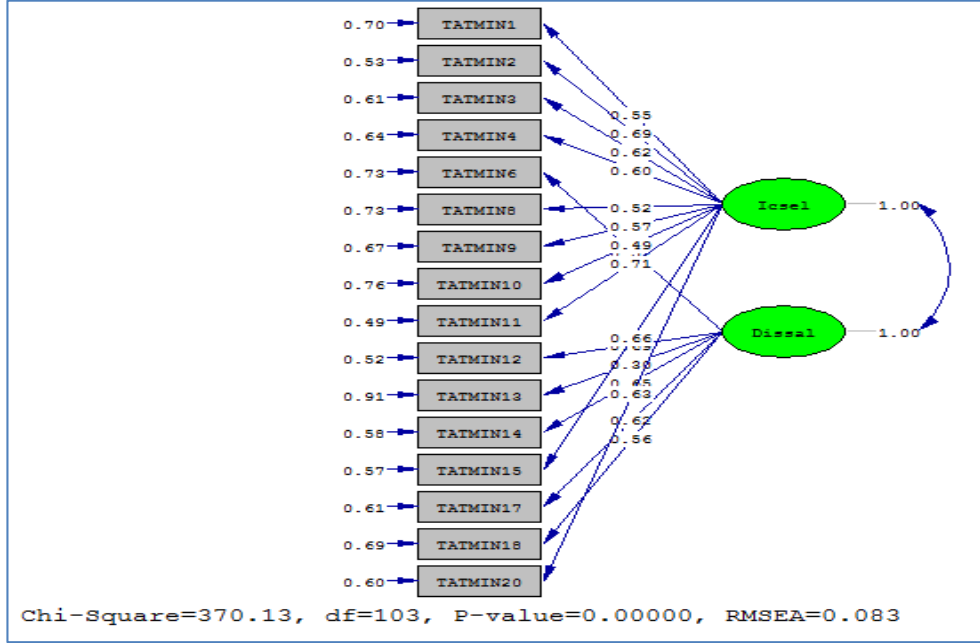 0.70 TATMIN1
0.53 TATMIN2
0.61 TATMIN3
0.55
0.64 TATMIN4
0.69
0.62
0.73 TATMIN6
0.60
0.73 TATMIN8
0.52
Icsel 1.00
0.57
0.67 TATMIN9
0.49
0.71
0.76 TATMIN10
0.49 TATMIN11
Dissal 1.00
0.66
0.52 TATMIN12
0.30
0.65
0.91 TATMIN13
0.63
0.62
0.58 TATMIN14
0.56
0.57 TATMIN15
0.61 TATMIN17
0.69 TATMIN18
0.60 TATMIN20
Chi-Square=370.13, df=103, P-value=0.00000, RMSEA=0.083